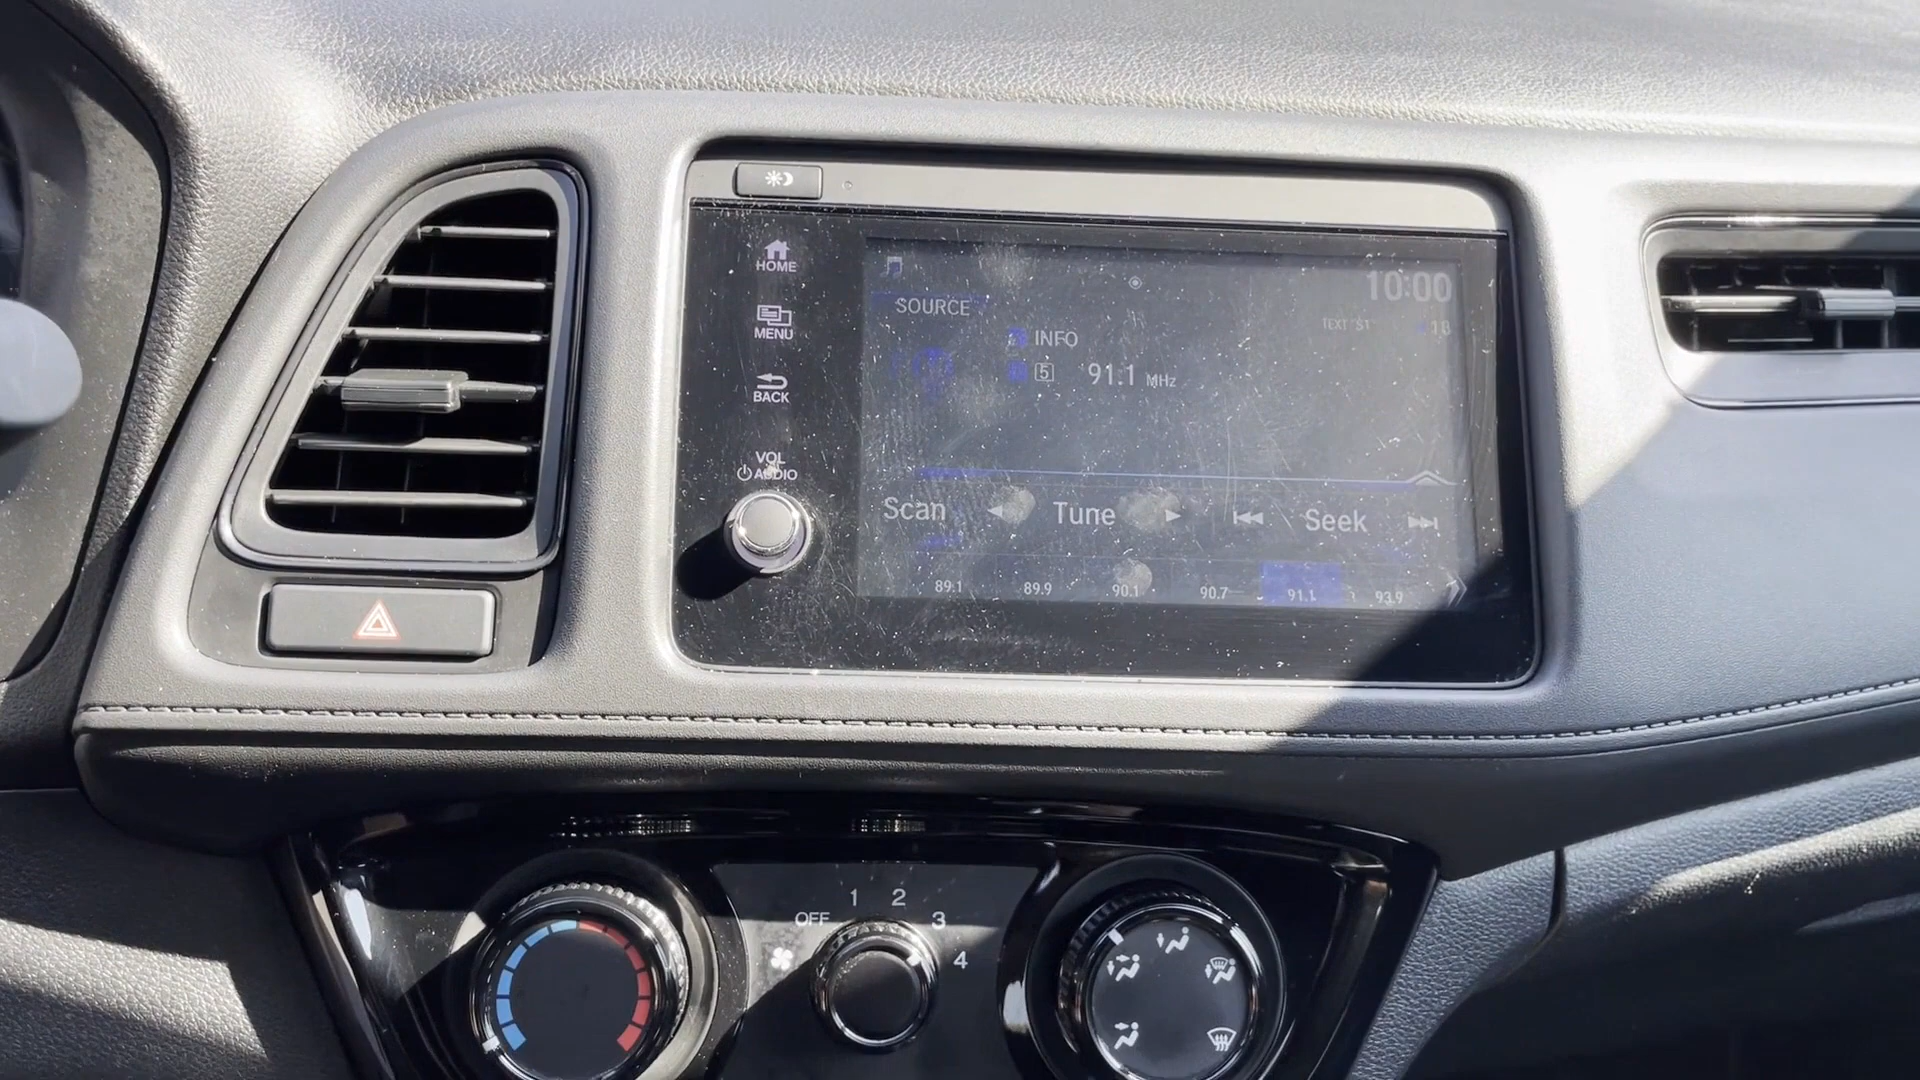 HOME
MENU
BACK
VOL
AUDIO
10:00
SOURCE
INFO
5 91.1 MHz
Scan Tune Seek
89.1 89.9 90.1 90.7 91.1 93.9
OFF 1 2 3 4